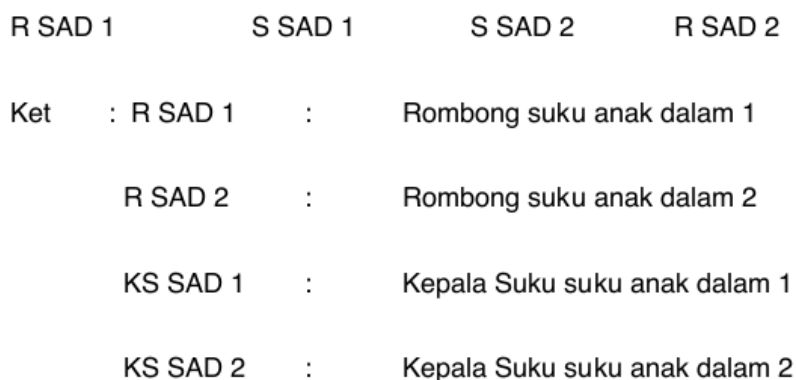 R SAD 1 S SAD 1 S SAD 2 R SAD 2
Ket : R SAD 1 : Rombong suku anak dalam 1
R SAD 2 : Rombong suku anak dalam 2
KS SAD 1 : Kepala Suku suku anak dalam 1
KS SAD 2 : Kepala Suku suku anak dalam 2